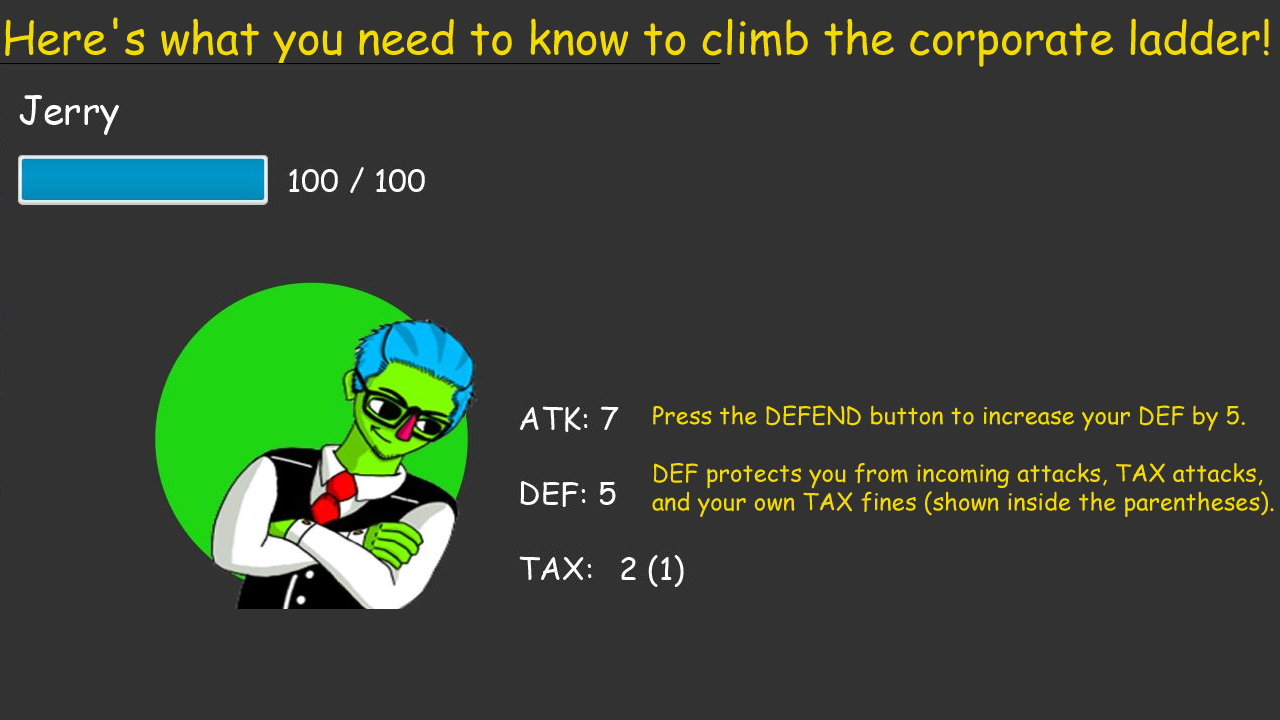 Here's what you need to know to climb the corporate ladder!
Jerry
100 / 100
ATK: 7
Press the DEFEND button to increase your DEF by 5.
DEF: 5
DEF protects you from incoming attacks, TAX attacks,
and your own TAX fines (shown inside the parentheses).
TAX: 2 (1)